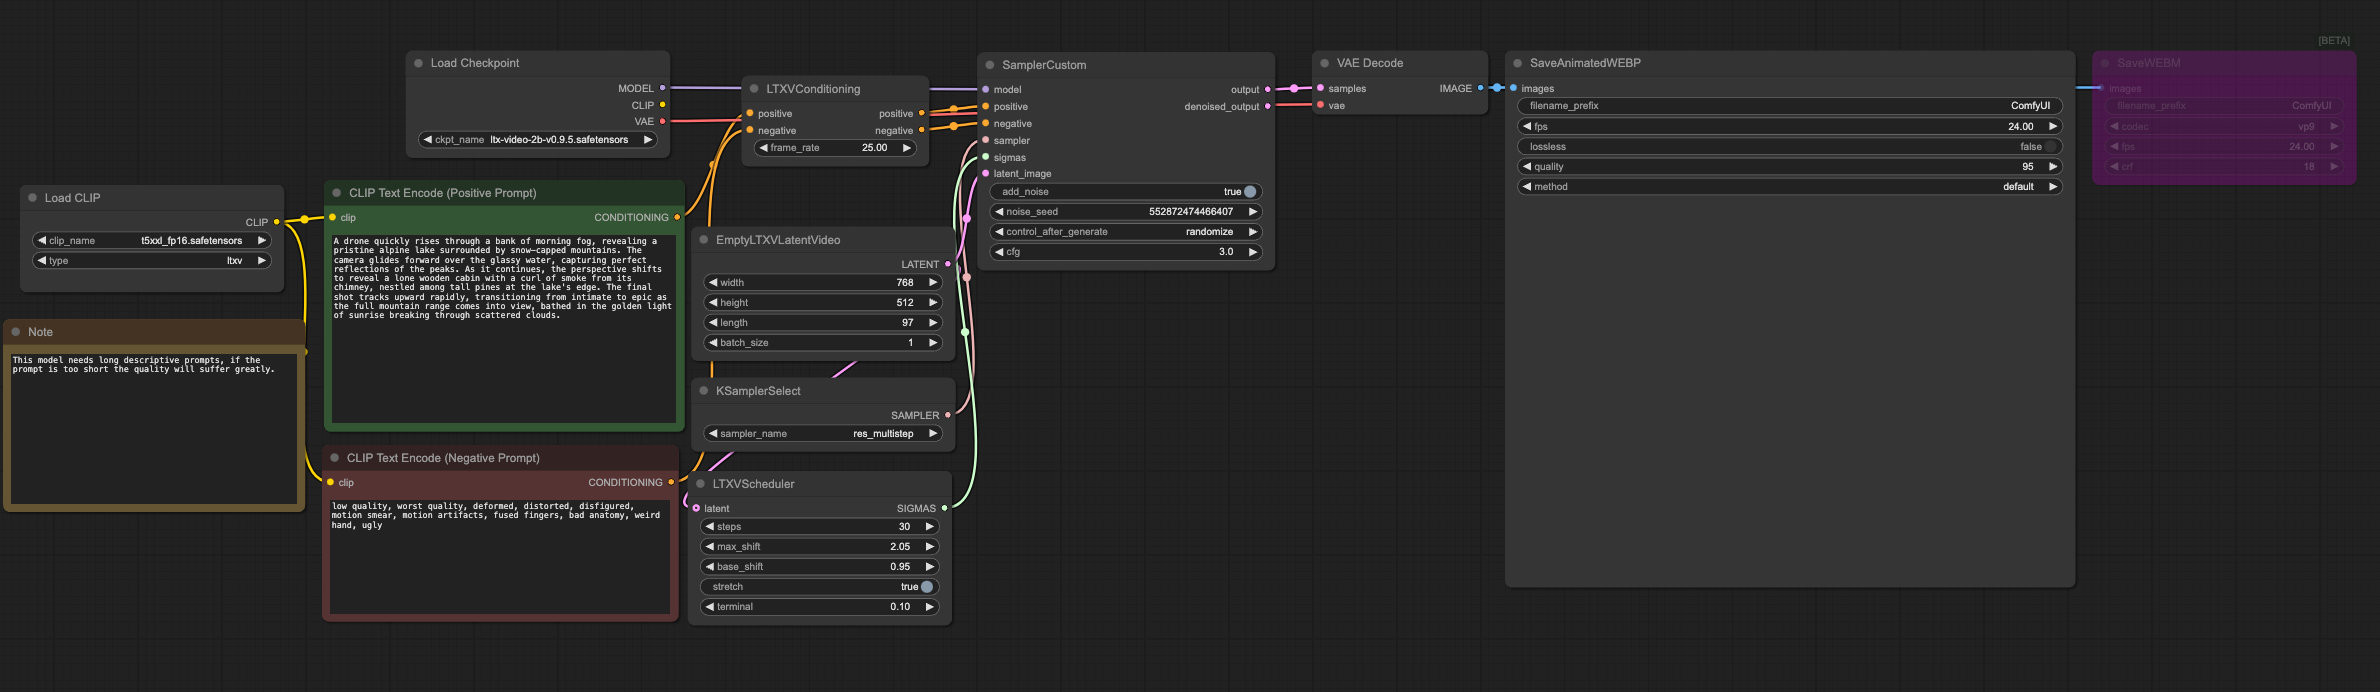 Load CLIP
CLIP
clip_name t5xxl_fp16.safetensors
type ltxv
Note
This model needs long descriptive prompts, if the
prompt is too short the quality will suffer greatly.
Load Checkpoint
MODEL
CLIP
VAE
ckpt_name ltx-video-2b-v0.9.5.safetensors
CLIP Text Encode (Positive Prompt)
clip CONDITIONING
A drone quickly rises through a bank of morning fog, revealing a
pristine alpine lake surrounded by snow-capped mountains. The
camera glides forward over the glassy water, capturing perfect
reflections of the peaks. As it continues, the perspective shifts
to reveal a lone wooden cabin with a curl of smoke from its
chimney, nestled among tall pines at the lake's edge. The final
shot tracks upward rapidly, transitioning from intimate to epic as
the full mountain range comes into view, bathed in the golden light
of sunrise breaking through scattered clouds.
CLIP Text Encode (Negative Prompt)
clip CONDITIONING
low quality, worst quality, deformed, distorted, disfigured,
motion smear, motion artifacts, fused fingers, bad anatomy, weird
hand, ugly
LTXVConditioning
positive positive
negative negative
frame_rate 25.00
EmptyLTXVLatentVideo
LATENT
width 768
height 512
length 97
batch_size 1
KSamplerSelect
SAMPLER
sampler_name res_multistep
LTXVScheduler
latent SIGMAS
steps 30
max_shift 2.05
base_shift 0.95
stretch true
terminal 0.10
SamplerCustom
model output
positive denoised_output
negative
sampler
sigmas
latent_image
add_noise true
noise_seed 552872474466407
control_after_generate randomize
cfg 3.0
VAE Decode
samples IMAGE
vae
SaveAnimatedWEBP
images
filename_prefix ComfyUI
fps 24.00
lossless false
quality 95
method default
[BETA]
SaveWEBM
images
filename_prefix ComfyUI
codec vp9
fps 24.00
crf 18